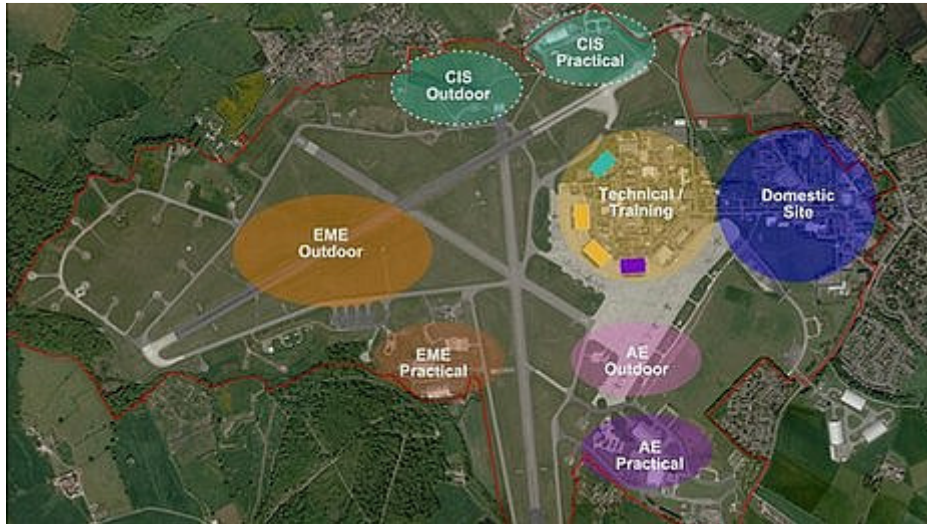 CIS
Practical
CIS
Outdoor
Technical /
Training
Domestic
Site
EME
Outdoor
EME
Practical
AE
Outdoor
AE
Practical